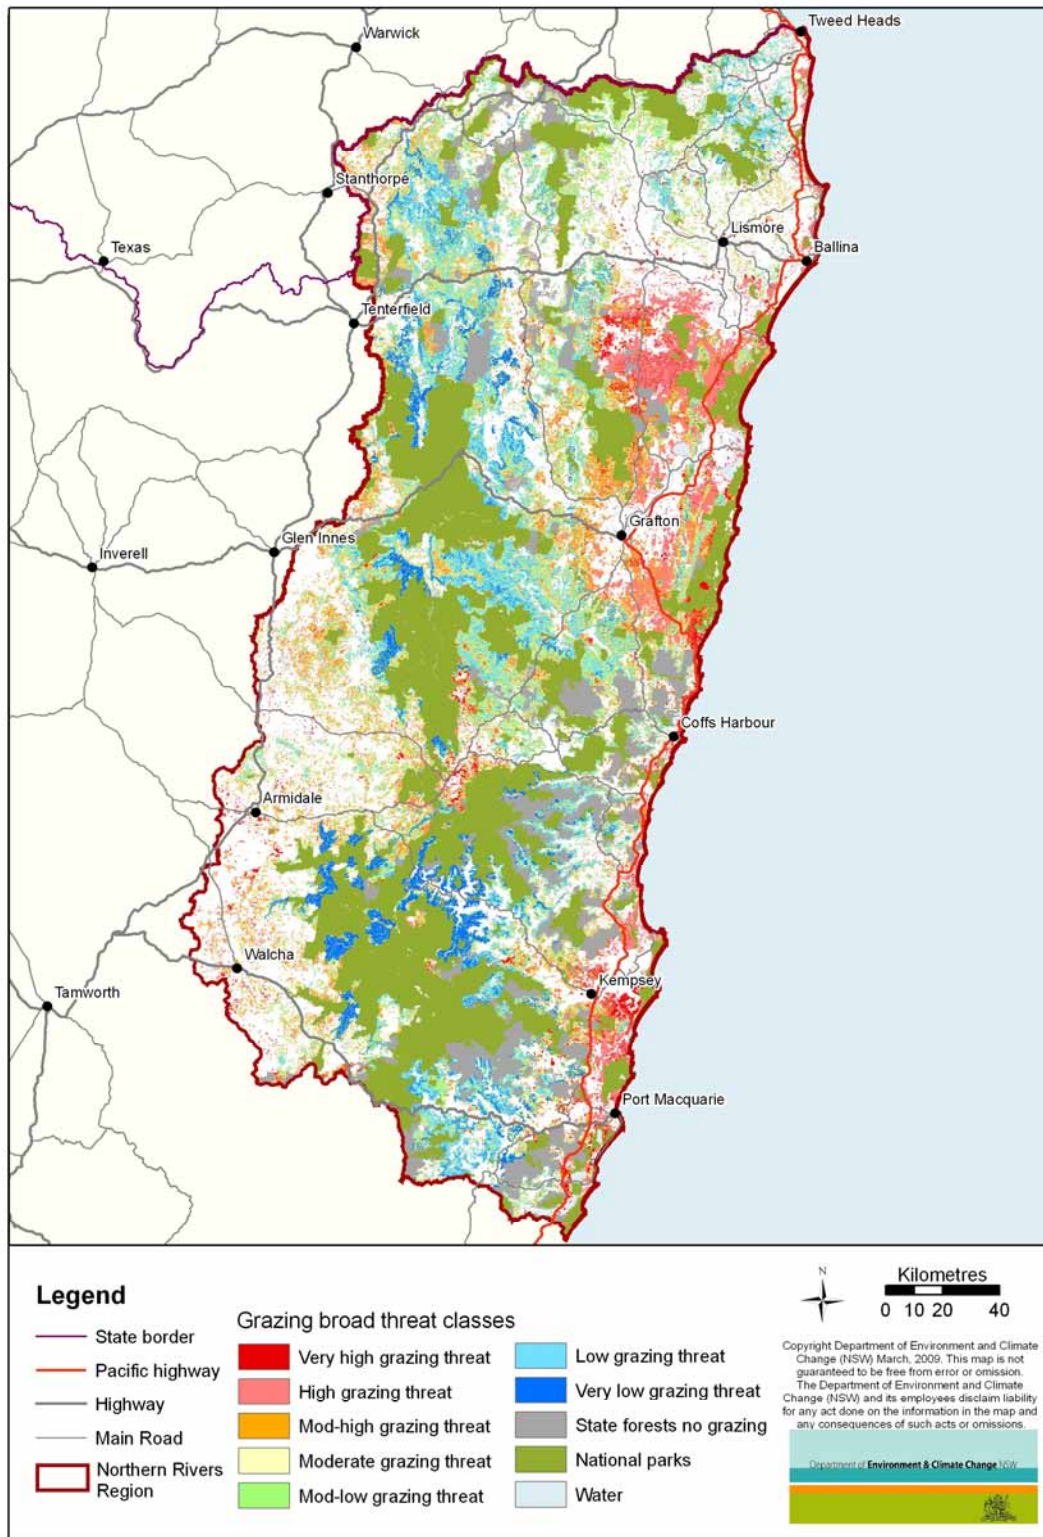 Tweed Heads
Warwick
Stanthorpe
Lismore
Texas
Ballina
Tenterfield
Grafton
Glen Innes
Inverell
Coffs Harbour
Armidale
Walcha
Kempsey
Tamworth
Port Macquarie
Legend
State border
Pacific highway
Highway
Main Road
Northern Rivers
Region
Grazing broad threat classes
Very high grazing threat
High grazing threat
Mod-high grazing threat
Moderate grazing threat
Mod-low grazing threat
Low grazing threat
Very low grazing threat
State forests no grazing
National parks
Water
N
Kilometres
0 10 20 40
Copyright Department of Environment and Climate
Change (NSW) March, 2009. This map is not
guaranteed to be free from error or omission.
The Department of Environment and Climate
Change (NSW) and its employees disclaim liability
for any act done on the information in the map and
any consequences of such acts or omissions.
Department of Environment & Climate Change NSW